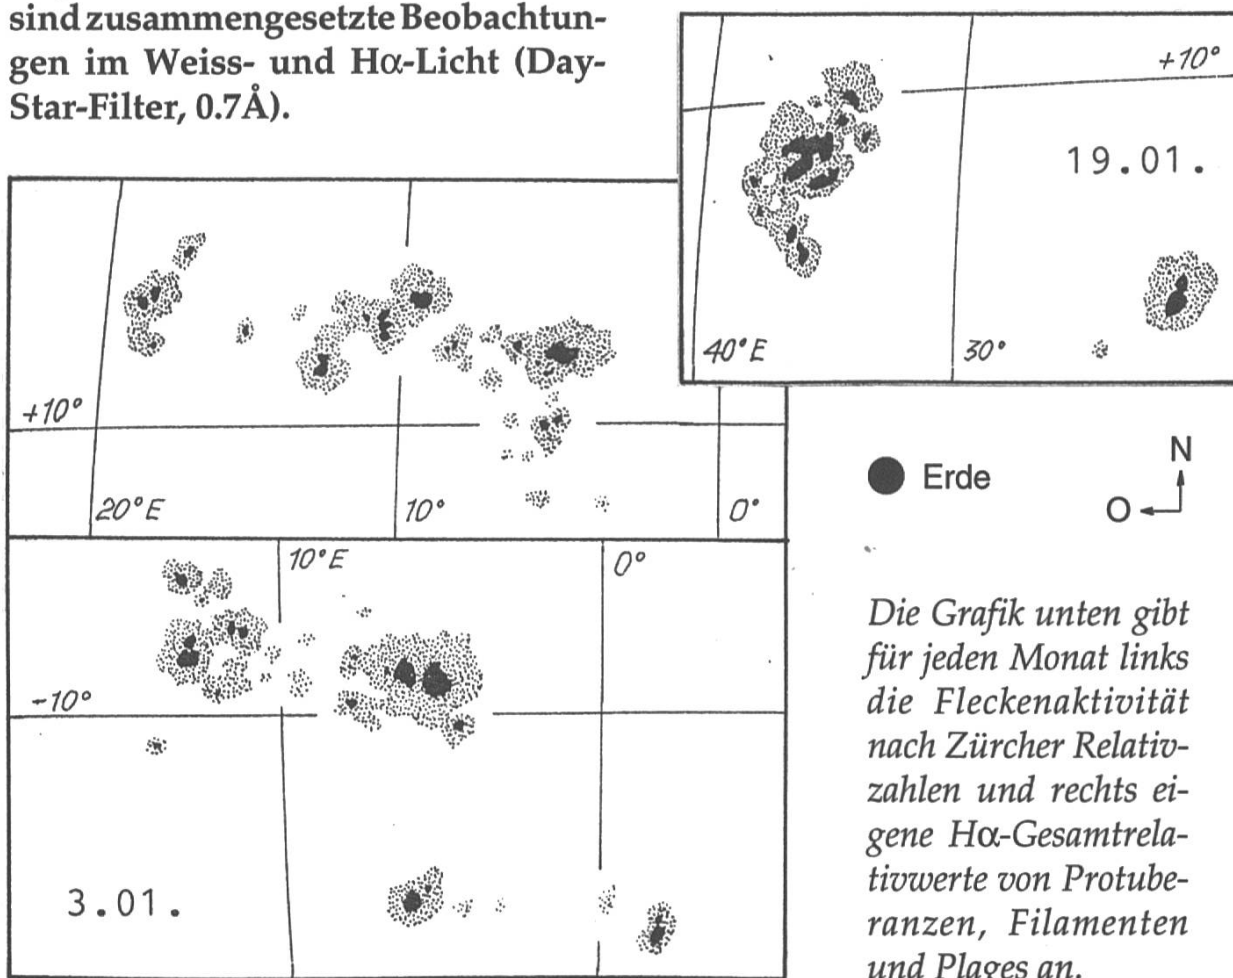 sind zusammengesetzte Beobachtun-
gen im Weiss- und Hα-Licht (Day-
Star-Filter, 0.7Å).
+10°
19.01.
40°E
30°
+10°
20°E
10°
0°
Erde
N
O
10°E
0°
-10°
3.01.
Die Grafik unten gibt
für jeden Monat links
die Fleckenaktivität
nach Zürcher Relativ-
zahlen und rechts ei-
gene Hα-Gesamtrela-
tivwerte von Protube-
ranzen, Filamenten
und Plages an.